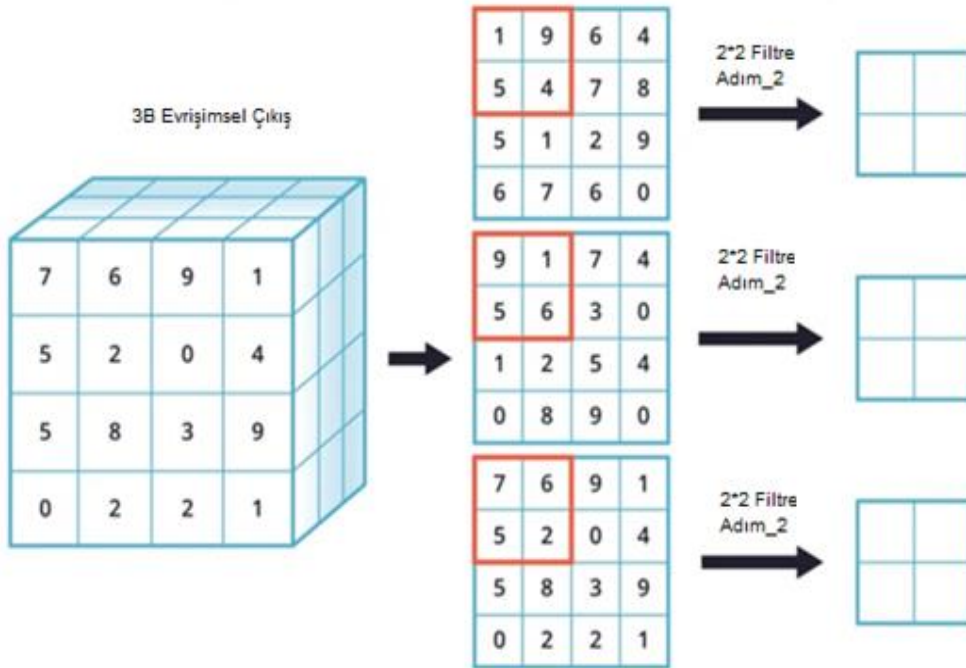 3B Evrişimsel Çıkış
7 6 9 1
5 2 0 4
5 8 3 9
0 2 2 1
1 9 6 4
5 4 7 8
5 1 2 9
6 7 6 0
2*2 Filtre
Adım_2
9 1 7 4
5 6 3 0
1 2 5 4
0 8 9 0
2*2 Filtre
Adım_2
7 6 9 1
5 2 0 4
5 8 3 9
0 2 2 1
2*2 Filtre
Adım_2